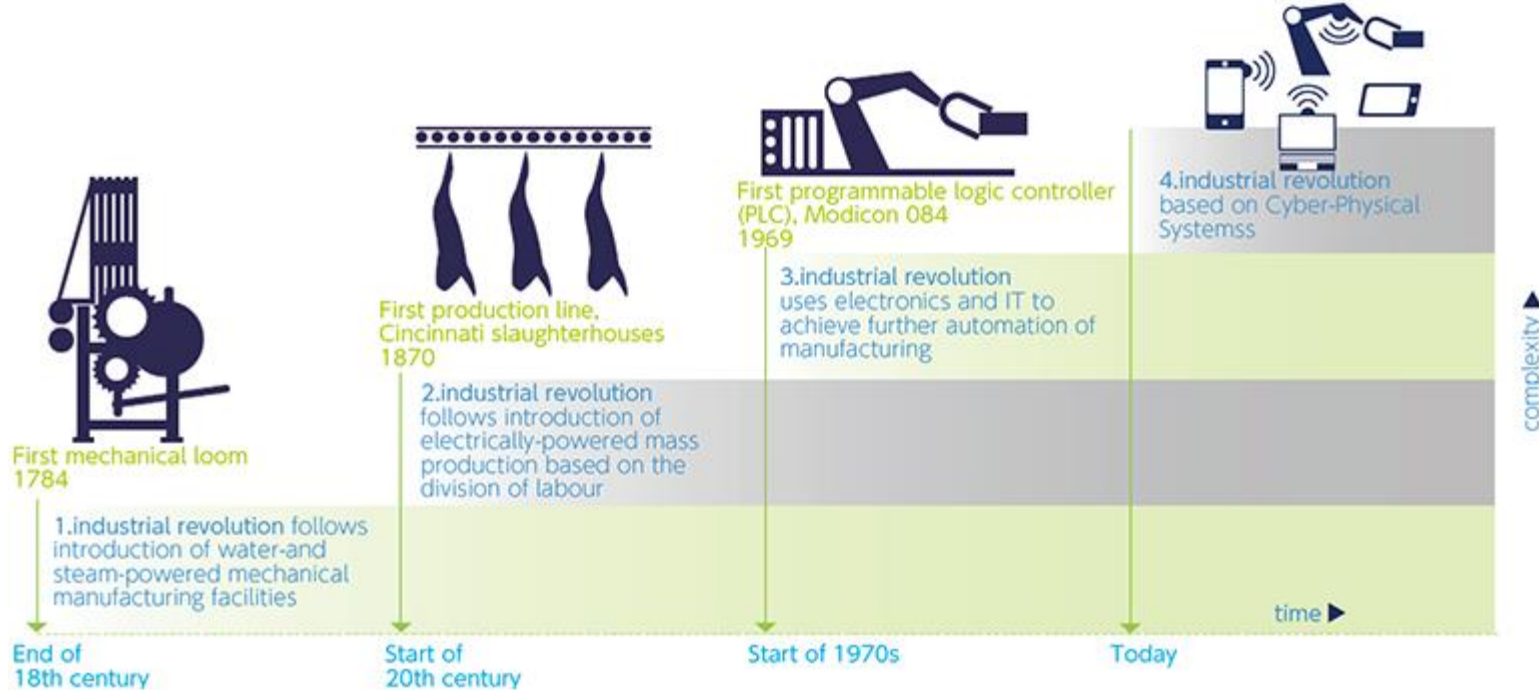 First mechanical loom
1784
1.industrial revolution follows
introduction of water-and
steam-powered mechanical
manufacturing facilities
End of
18th century
First production line,
Cincinnati slaughterhouses
1870
2.industrial revolution
follows introduction of
electrically-powered mass
production based on the
division of labour
Start of
20th century
First programmable logic controller
(PLC), Modicon 084
1969
3.industrial revolution
uses electronics and IT to
achieve further automation of
manufacturing
Start of 1970s
4.industrial revolution
based on Cyber-Physical
Systemss
Today
time
complexity